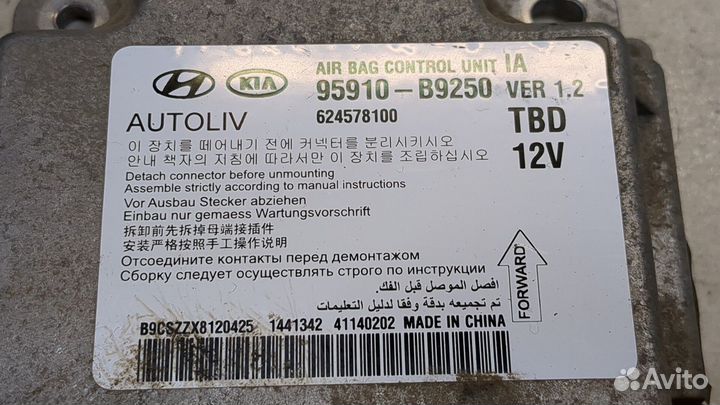 HYUNDAI KIA AIR BAG CONTROL UNIT IA
95910-B9250 VER 1.2
AUTOLIV 624578100 TBD
이 장치를 떼어내기 전에 커넥터를 분리시키시오
안내 책자의 지침에 따라서만 이 장치를 조립하십시오 12V
Detach connector before unmounting
Assemble strictly according to manual instructions
Vor Ausbau Stecker abziehen
Einbau nur gemaess Wartungsvorschrift
拆卸前先拆掉母端接插件
安装严格按照手工操作说明
Отсоедините контакты перед демонтажом
Сборку следует осуществлять строго по инструкции
افصل الموصل قبل الفك.
تم تجميعه بدقة وفقا لدليل التعليمات
FORWARD
B9CSZZX8120425 1441342 41140202 MADE IN CHINA
Avito